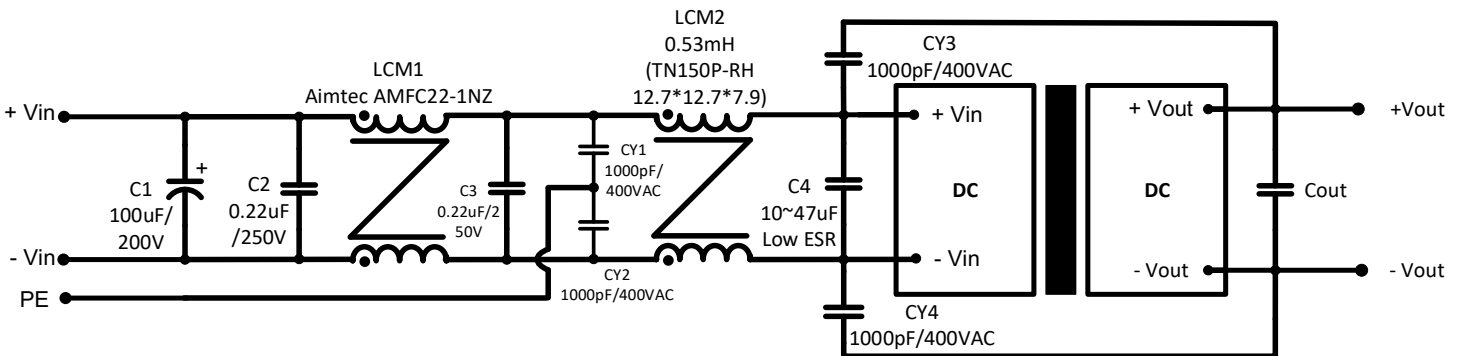 LCM2
0.53mH
(TN150P-RH
12.7*12.7*7.9)
CY3
1000pF/400VAC
LCM1
Aimtec AMFC22-1NZ
+ Vin
+ Vin
+ Vout
+Vout
CY1
1000pF/
400VAC
C1
100uF/
200V
+
C2
0.22uF
/250V
C3
0.22uF/2
50V
C4
10~47uF
Low ESR
DC
DC
Cout
- Vin
- Vin
- Vout
- Vout
CY2
1000pF/400VAC
PE
CY4
1000pF/400VAC